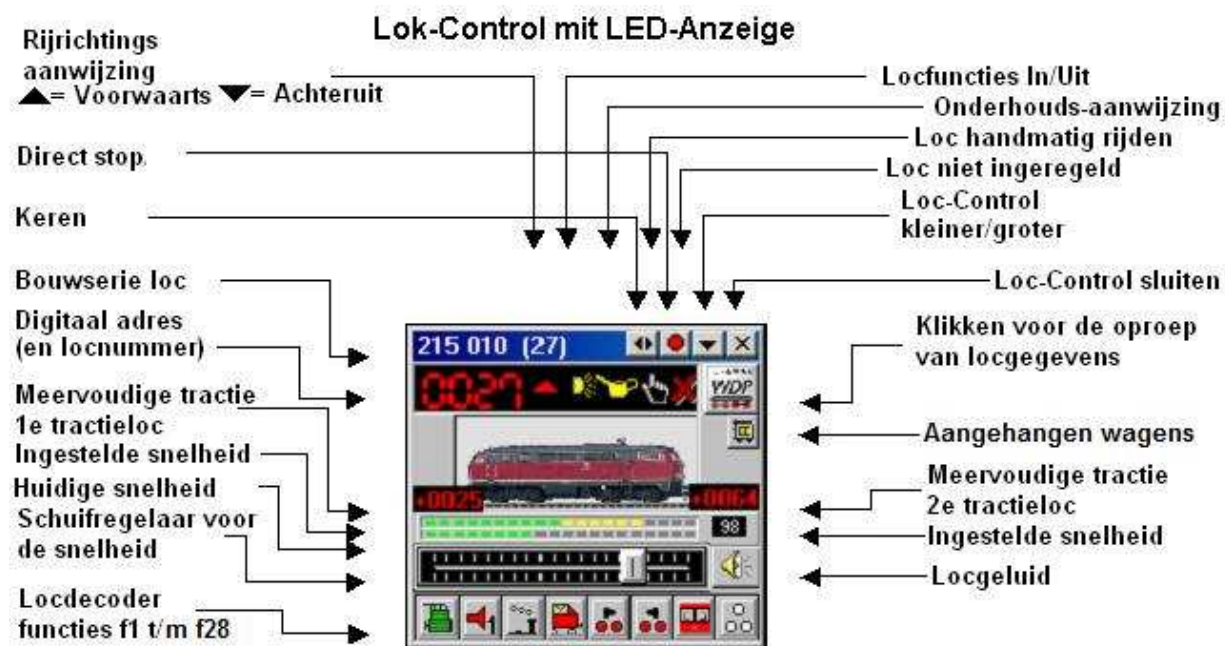 Lok-Control mit LED-Anzeige
Rijrichtings
aanwijzing
▲= Voorwaarts ▼= Achteruit
Direct stop.
Keren
Bouwserie loc
Digitaal adres
(en locnummer)
Meervoudige tractie
1e tractieloc
Ingestelde snelheid
Huidige snelheid
Schuifregelaar voor
de snelheid
Locdecoder
functies f1 t/m f28
Locfuncties In/Uit
Onderhouds-aanwijzing
Loc handmatig rijden
Loc niet ingeregeld
Loc-Control
kleiner/groter
Loc-Control sluiten
Klikken voor de oproep
van locgegevens
Aangehangen wagens
Meervoudige tractie
2e tractieloc
Ingestelde snelheid
Locgeluid
215 010 (27)
0027
WDP
+0025
+0064
98
1